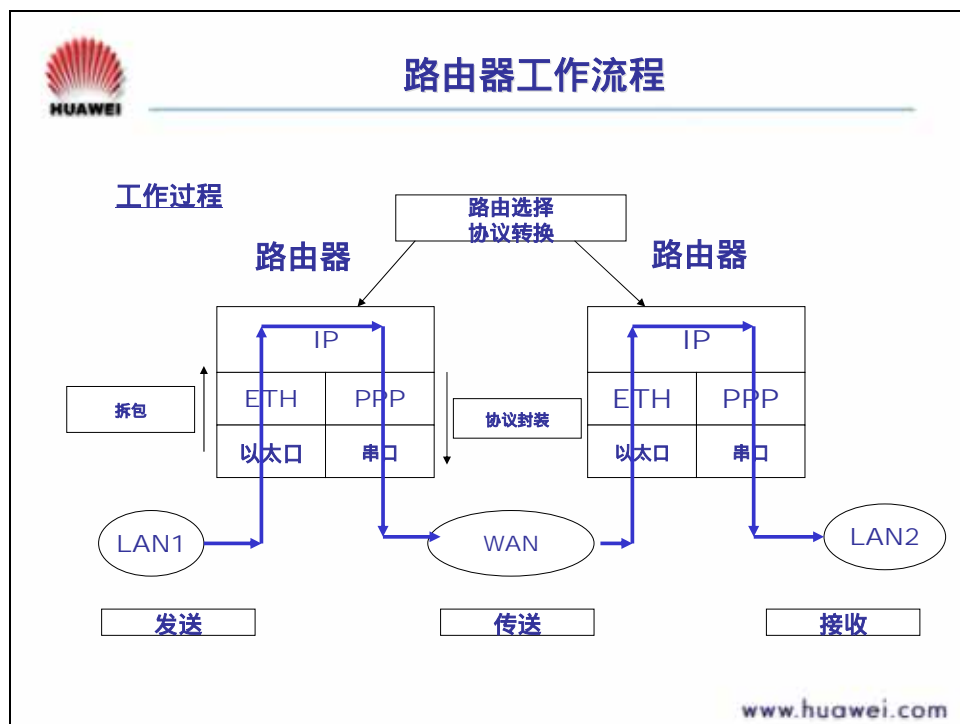 HUAWEI
路由器工作流程
工作过程
路由选择
协议转换
路由器
路由器
IP
IP
ETH
PPP
ETH
PPP
拆包
协议封装
以太口
串口
以太口
串口
LAN1
WAN
LAN2
发送
传送
接收
www.huawei.com